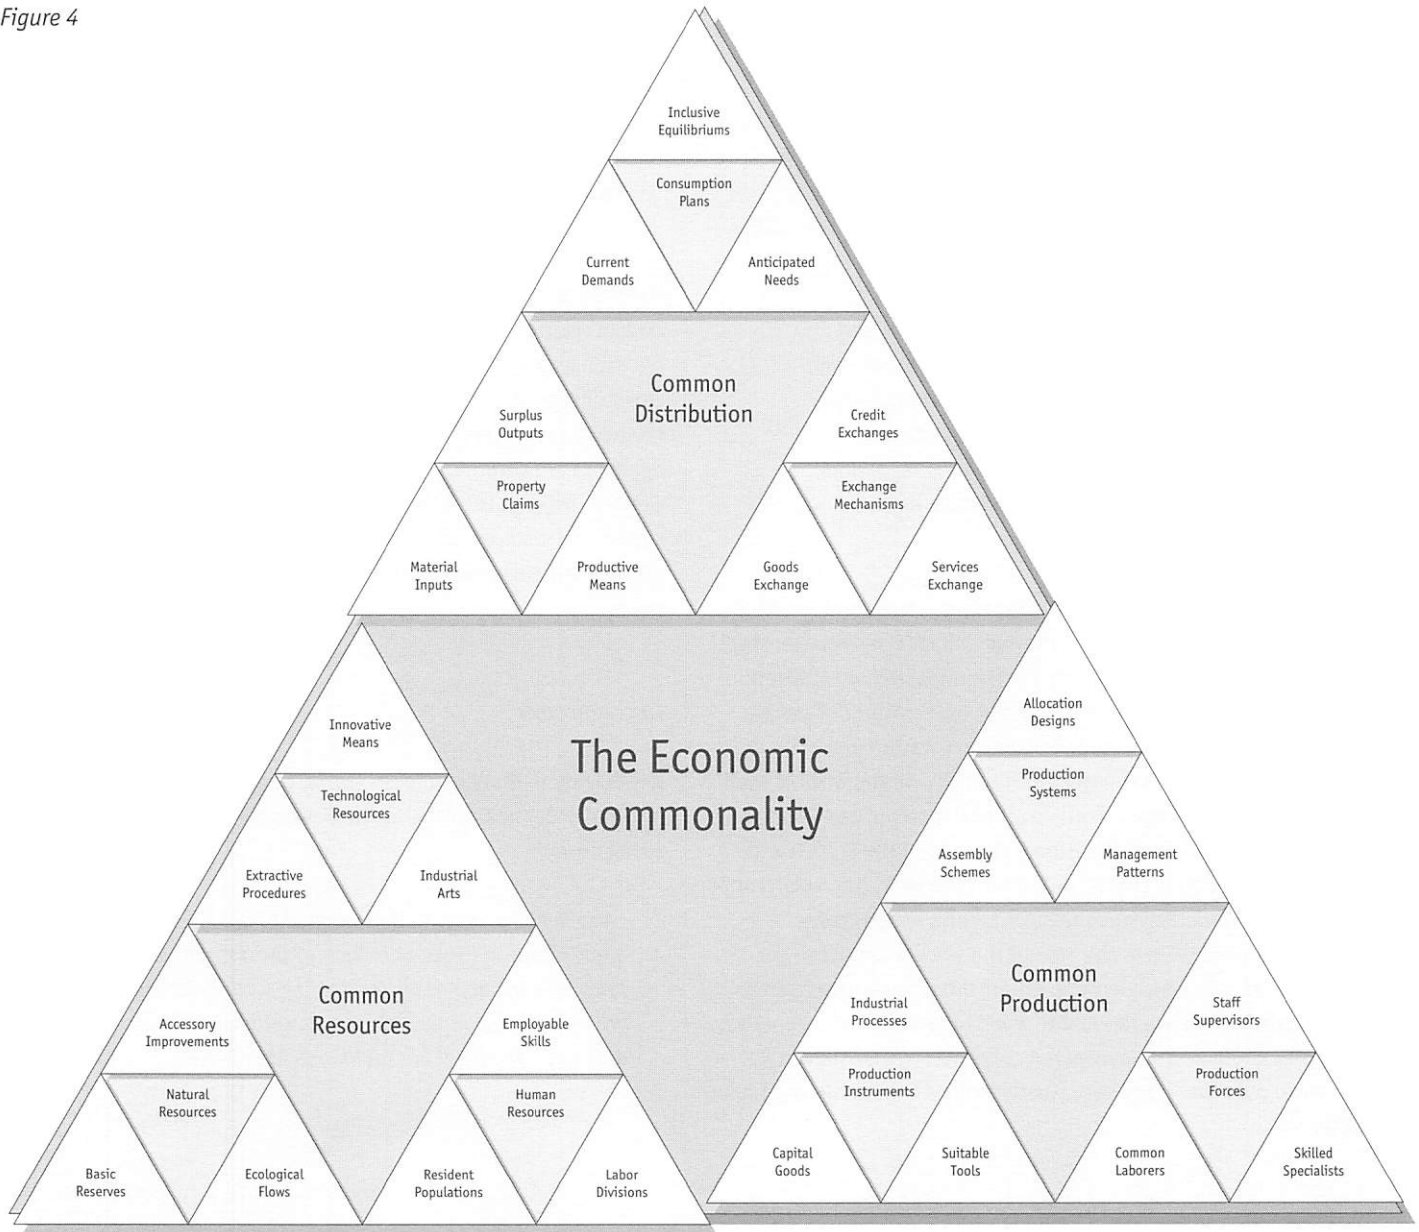 Figure 4
Inclusive
Equilibriums
Consumption
Plans
Current
Demands
Anticipated
Needs
Common
Distribution
Surplus
Outputs
Credit
Exchanges
Property
Claims
Exchange
Mechanisms
Material
Inputs
Productive
Means
Goods
Exchange
Services
Exchange
The Economic
Commonality
Innovative
Means
Technological
Resources
Extractive
Procedures
Industrial
Arts
Common
Resources
Accessory
Improvements
Employable
Skills
Natural
Resources
Human
Resources
Basic
Reserves
Ecological
Flows
Resident
Populations
Labor
Divisions
Allocation
Designs
Production
Systems
Assembly
Schemes
Management
Patterns
Common
Production
Industrial
Processes
Staff
Supervisors
Production
Instruments
Production
Forces
Capital
Goods
Suitable
Tools
Common
Laborers
Skilled
Specialists